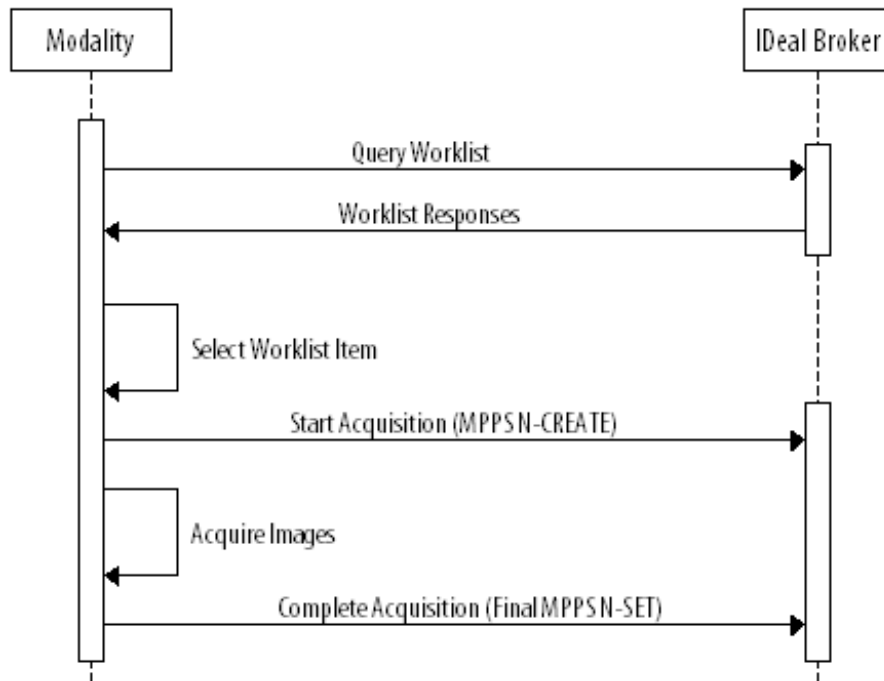 Modality
IDeal Broker
Query Worklist
Worklist Responses
Select Worklist Item
Start Acquisition (MPPS N-CREATE)
Acquire Images
Complete Acquisition (Final MPPS N-SET)